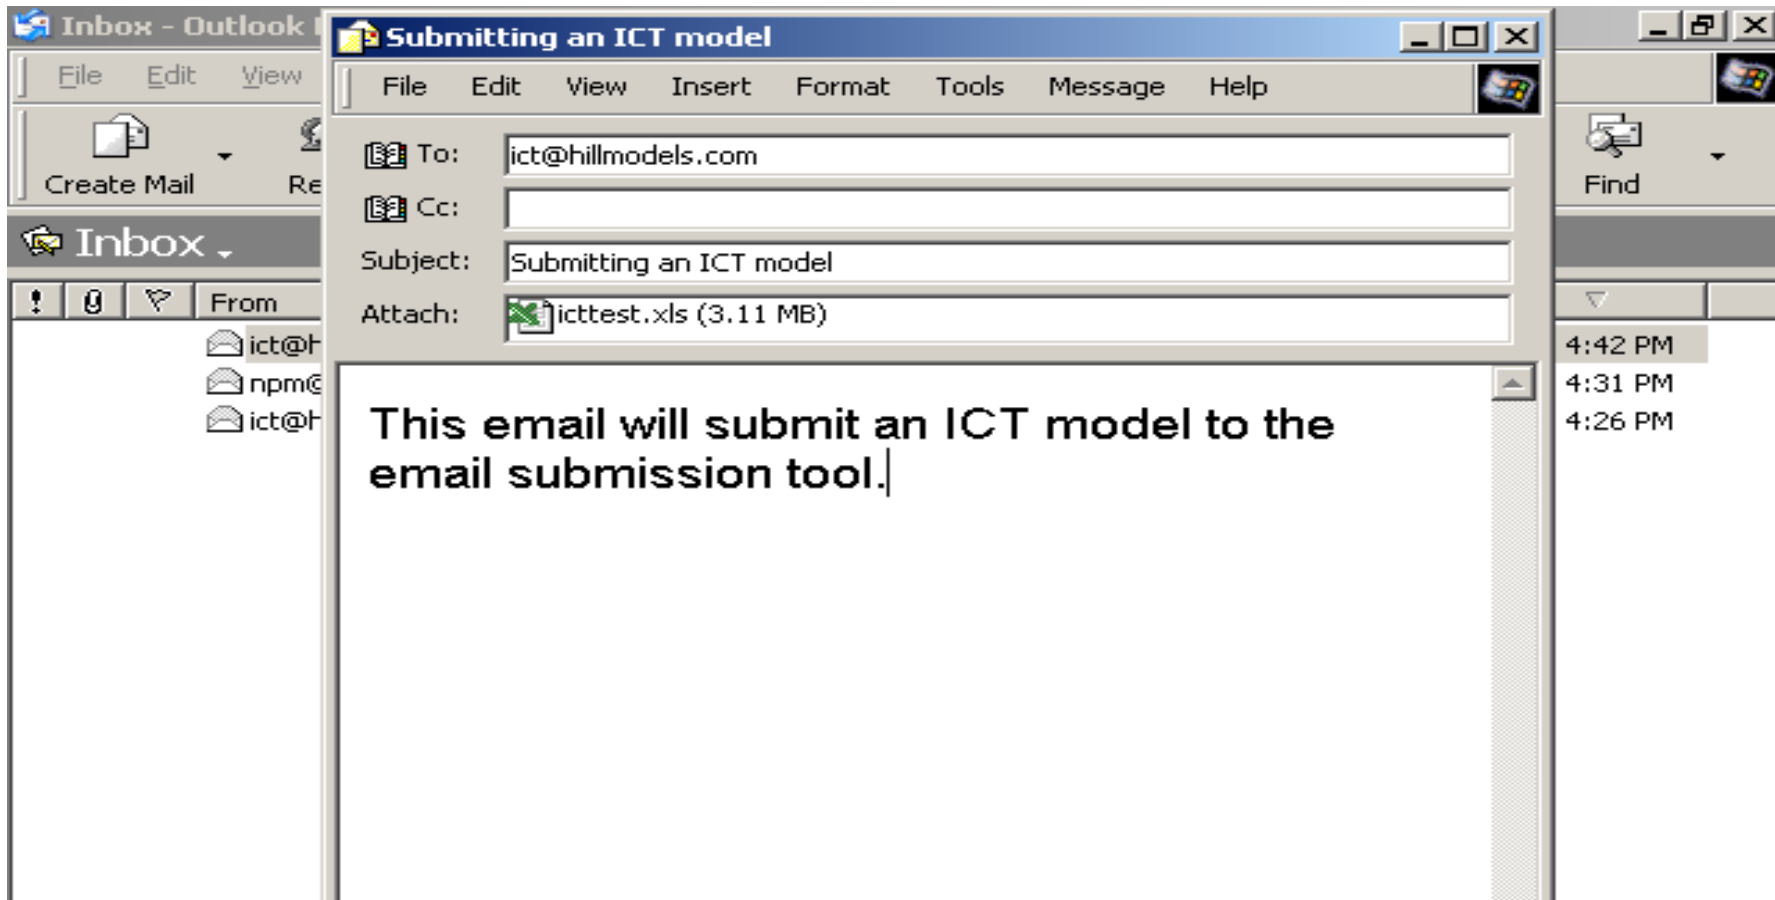 Inbox - Outlook
File Edit View
Create Mail
Find
Inbox
! From
ict@h
npm@
ict@h
4:42 PM
4:31 PM
4:26 PM
Submitting an ICT model
File Edit View Insert Format Tools Message Help
To: ict@hillmodels.com
Cc:
Subject: Submitting an ICT model
Attach: icttest.xls (3.11 MB)
This email will submit an ICT model to the
email submission tool.